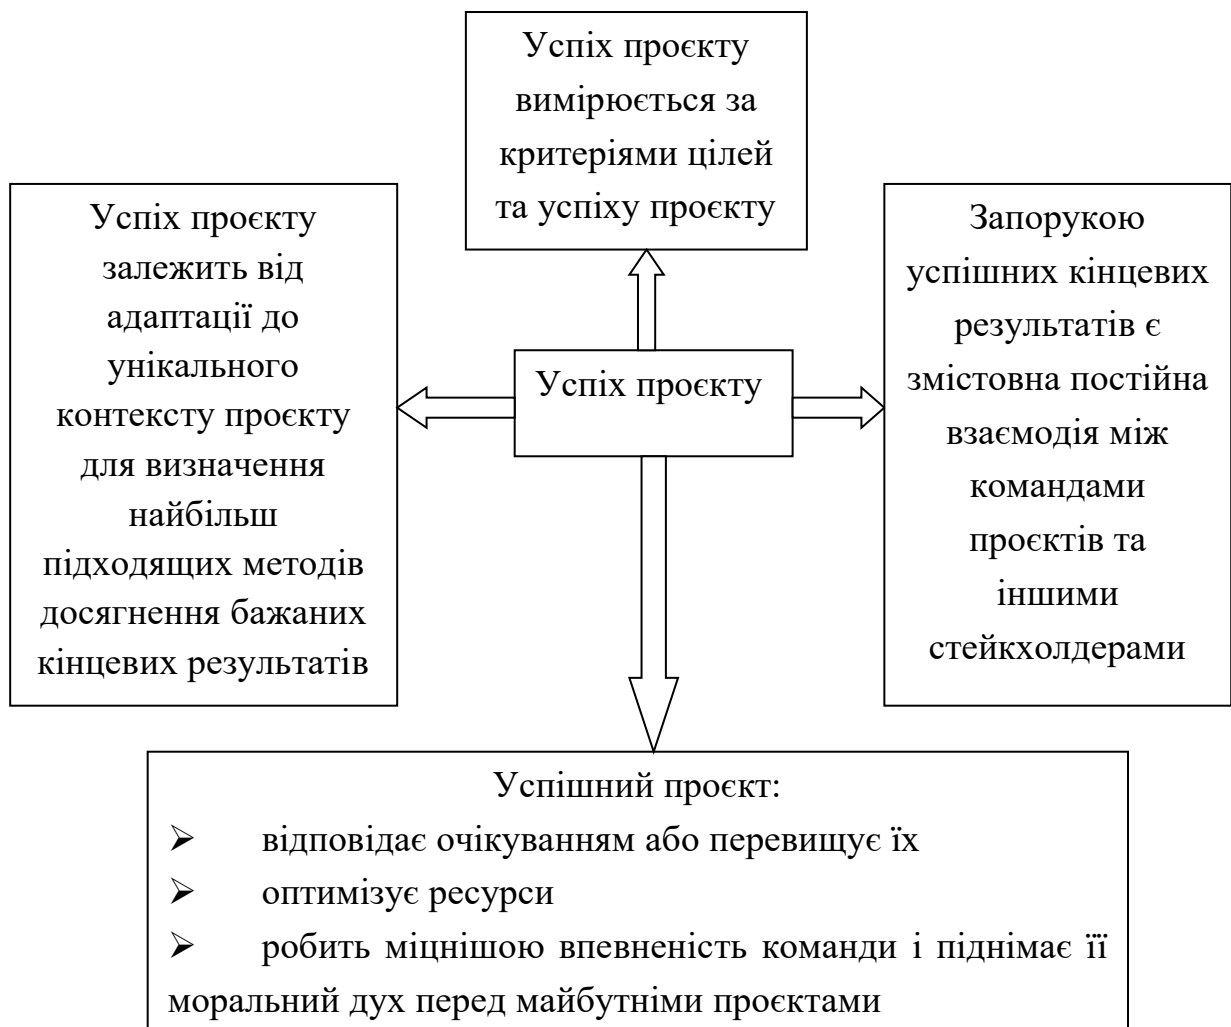 Успіх проєкту
вимірюється за
критеріями цілей
та успіху проєкту
Успіх проєкту
залежить від
адаптації до
унікального
контексту проєкту
для визначення
найбільш
підходящих методів
досягнення бажаних
кінцевих результатів
Успіх проєкту
Запорукою
успішних кінцевих
результатів є
змістовна постійна
взаємодія між
командами
проєктів та
іншими
стейкхолдерами
Успішний проєкт:
➢ відповідає очікуванням або перевищує їх
➢ оптимізує ресурси
➢ робить міцнішою впевненість команди і піднімає її
моральний дух перед майбутніми проєктами